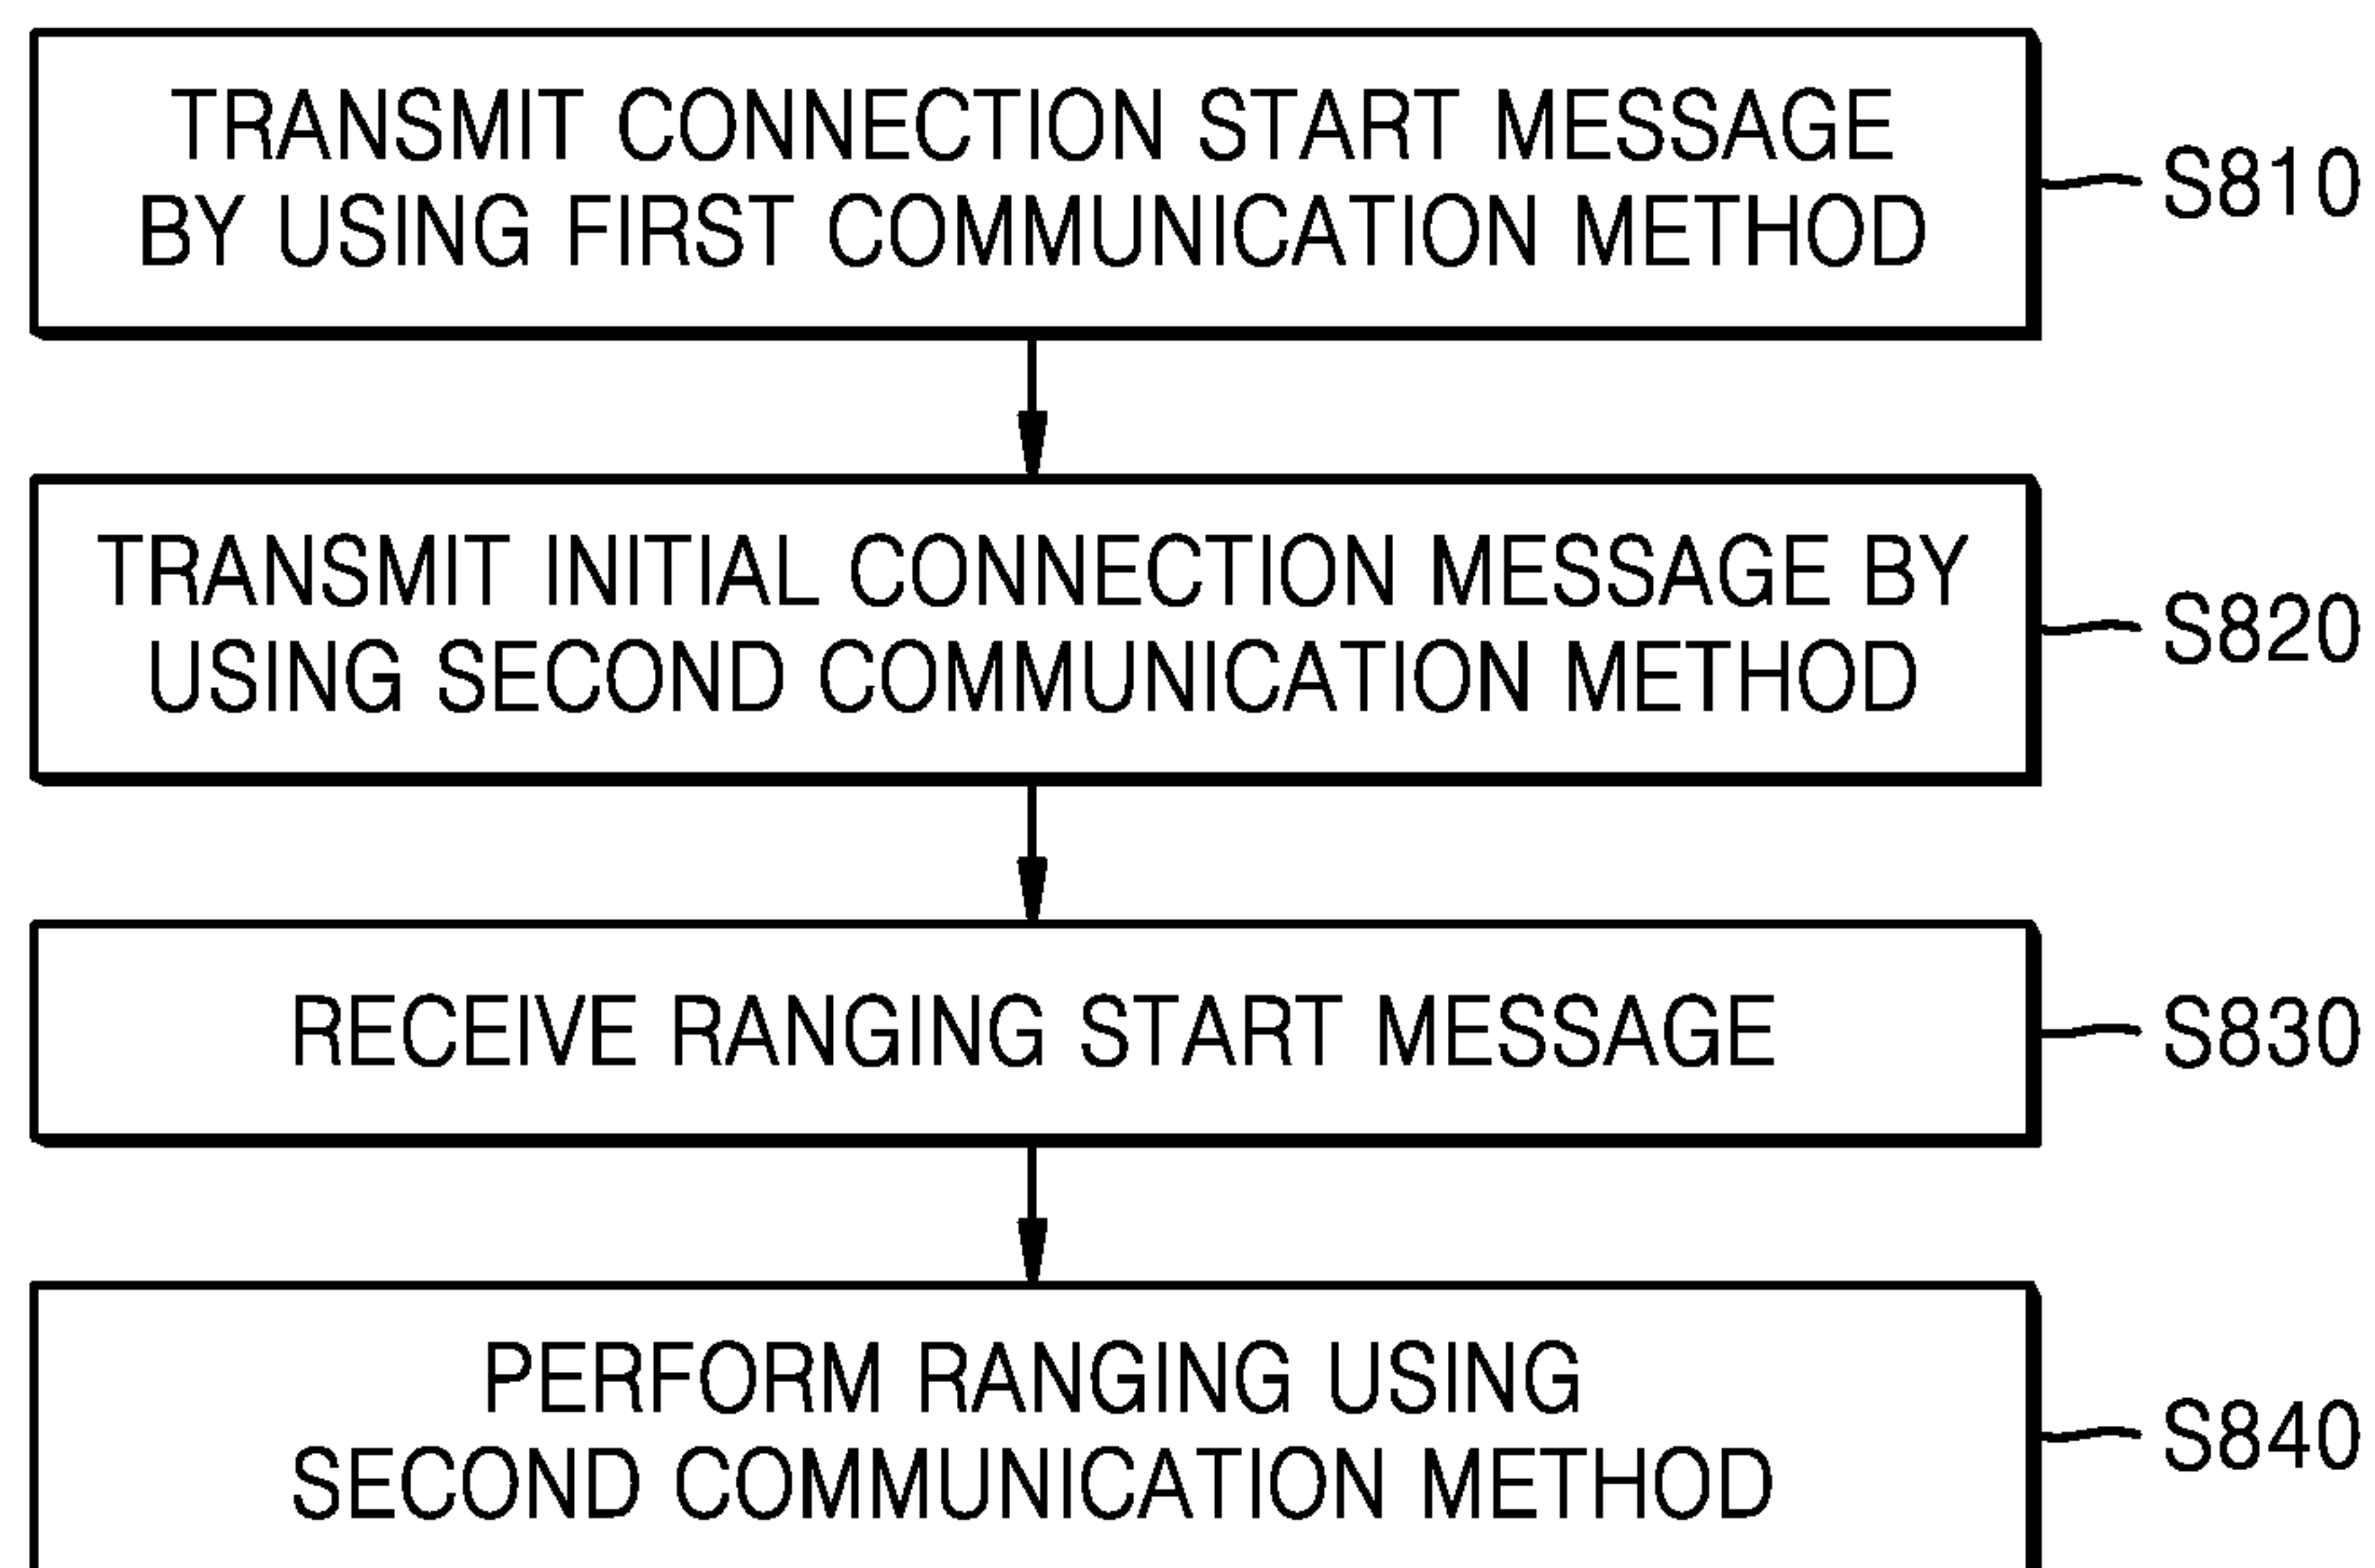 TRANSMIT CONNECTION START MESSAGE
BY USING FIRST COMMUNICATION METHOD
S810
TRANSMIT INITIAL CONNECTION MESSAGE BY
USING SECOND COMMUNICATION METHOD
S820
RECEIVE RANGING START MESSAGE
S830
PERFORM RANGING USING
SECOND COMMUNICATION METHOD
S840